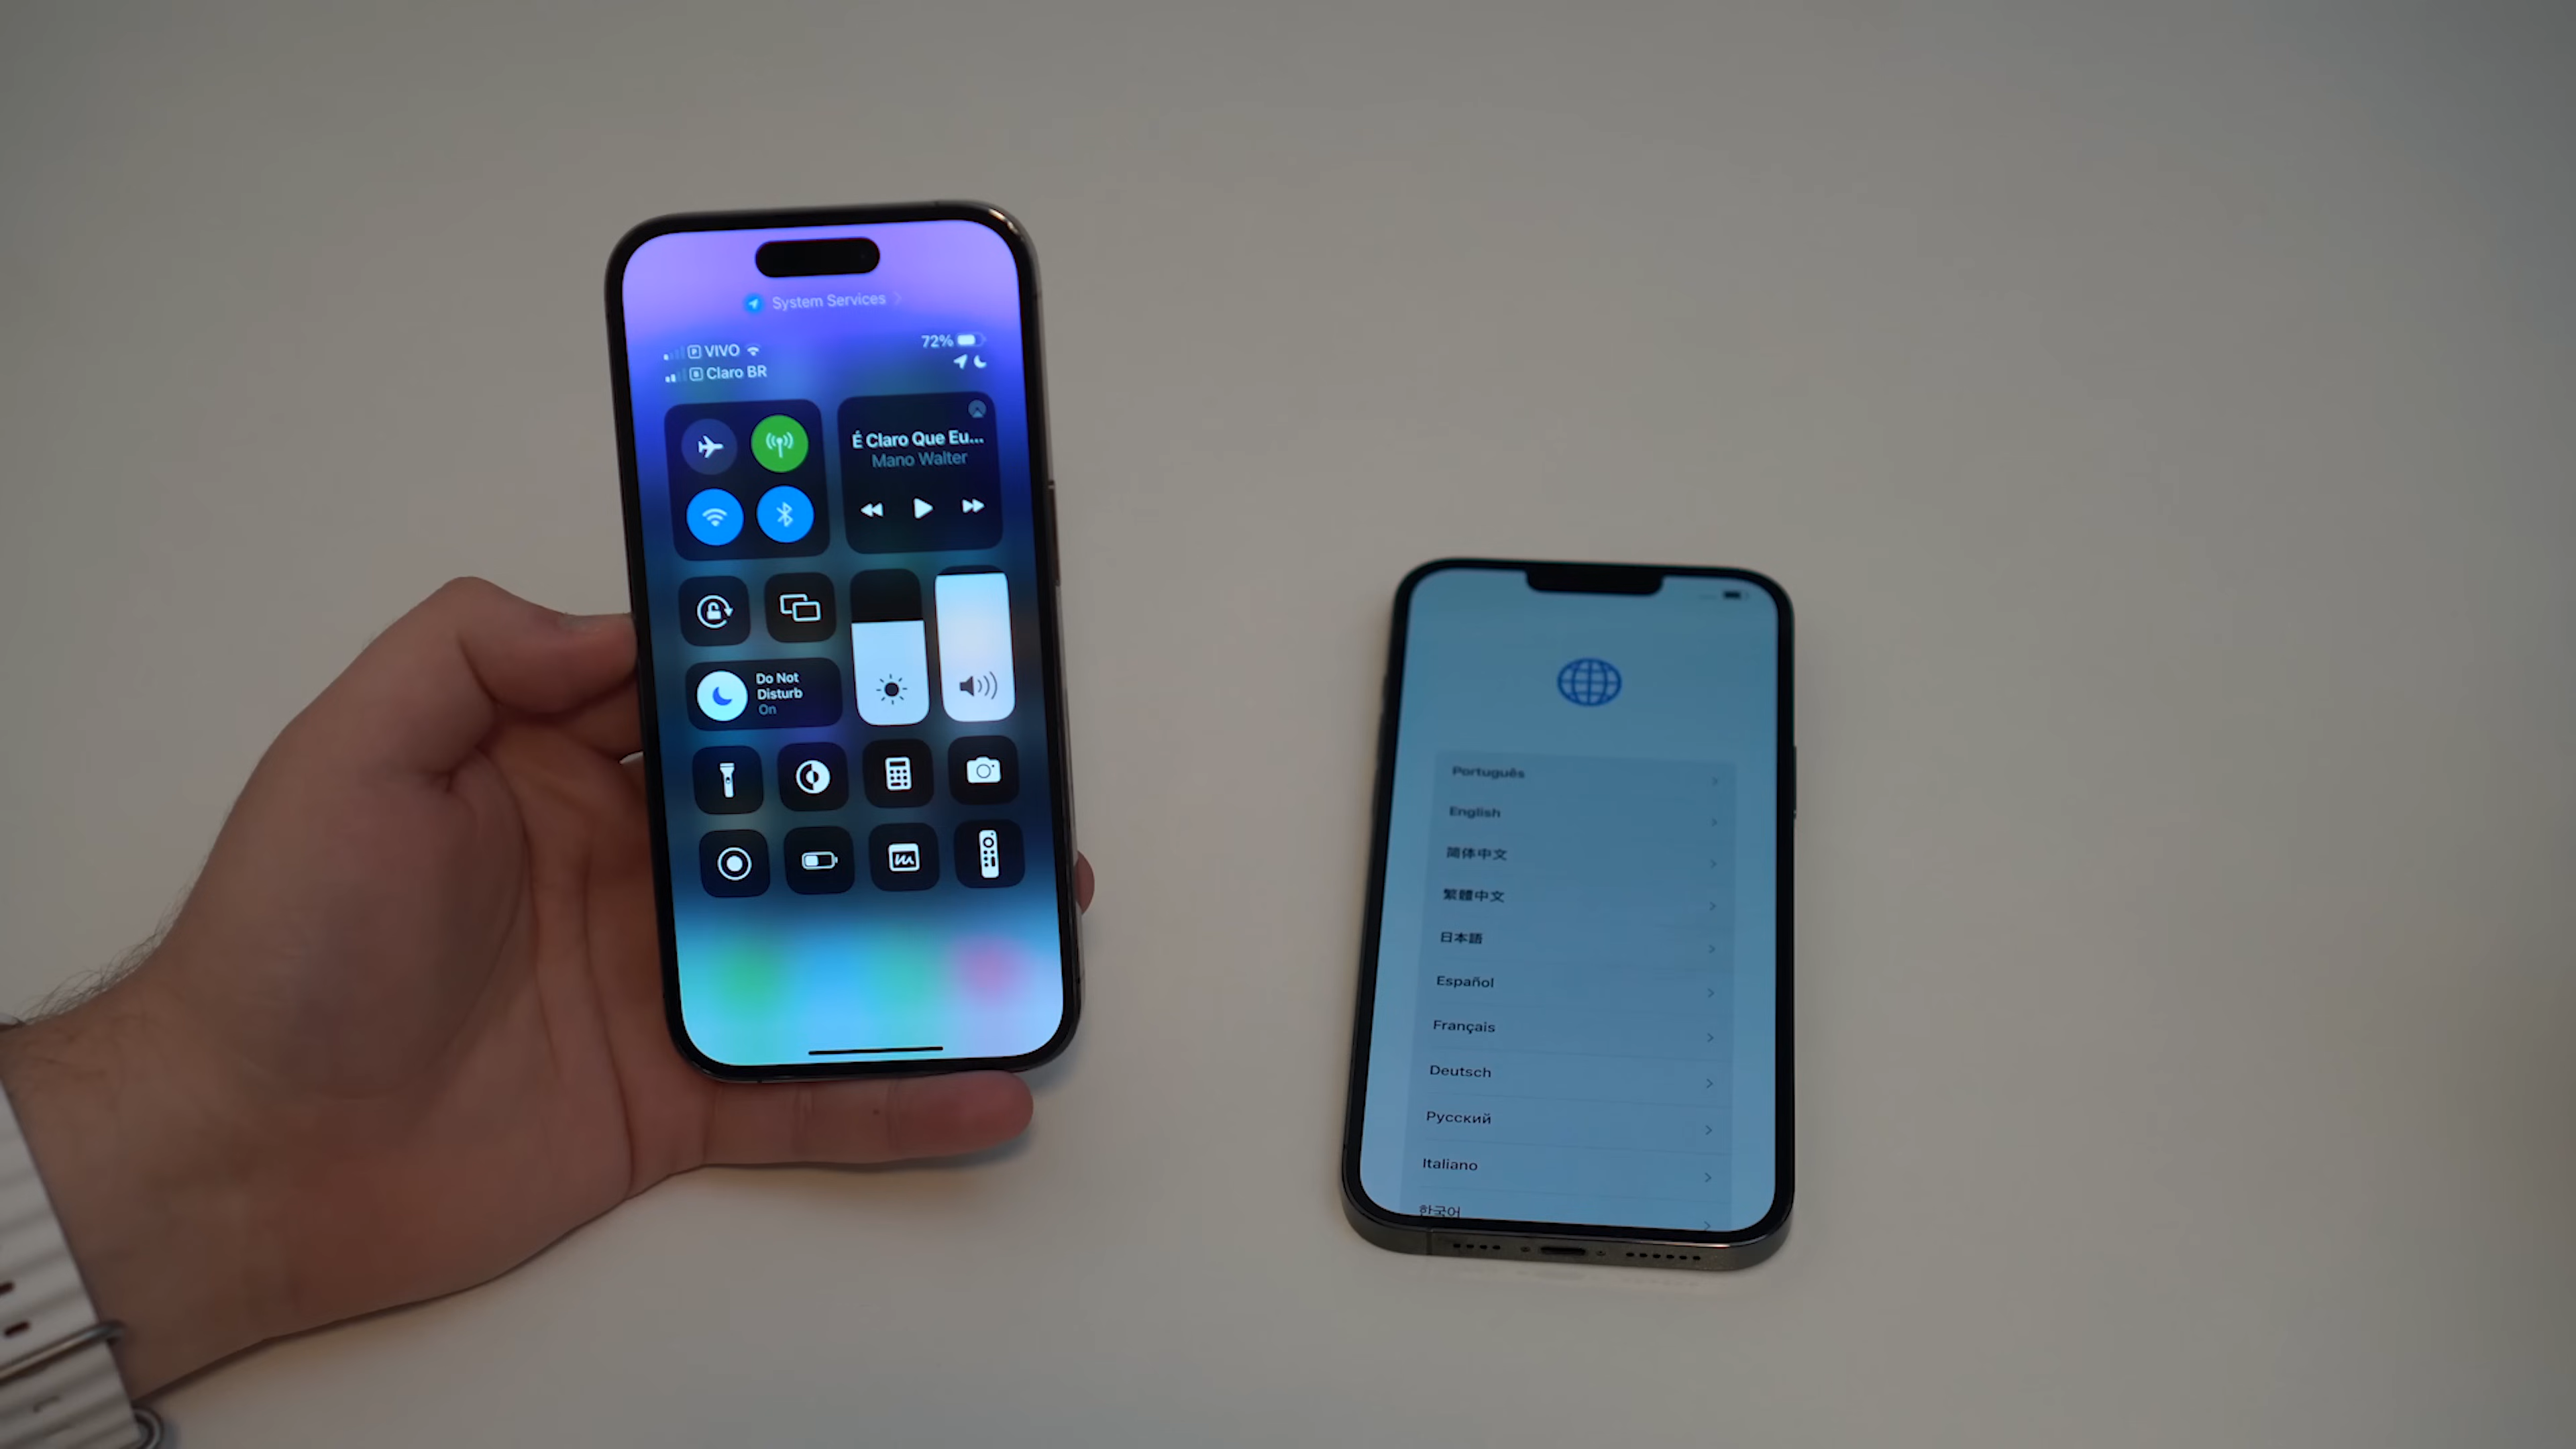 System Services
VIVO
72%
Claro BR
É Claro Que Eu...
Mano Walter
Do Not
Disturb
On
Português
English
简体中文
繁體中文
日本語
Español
Français
Deutsch
Русский
Italiano
한국어